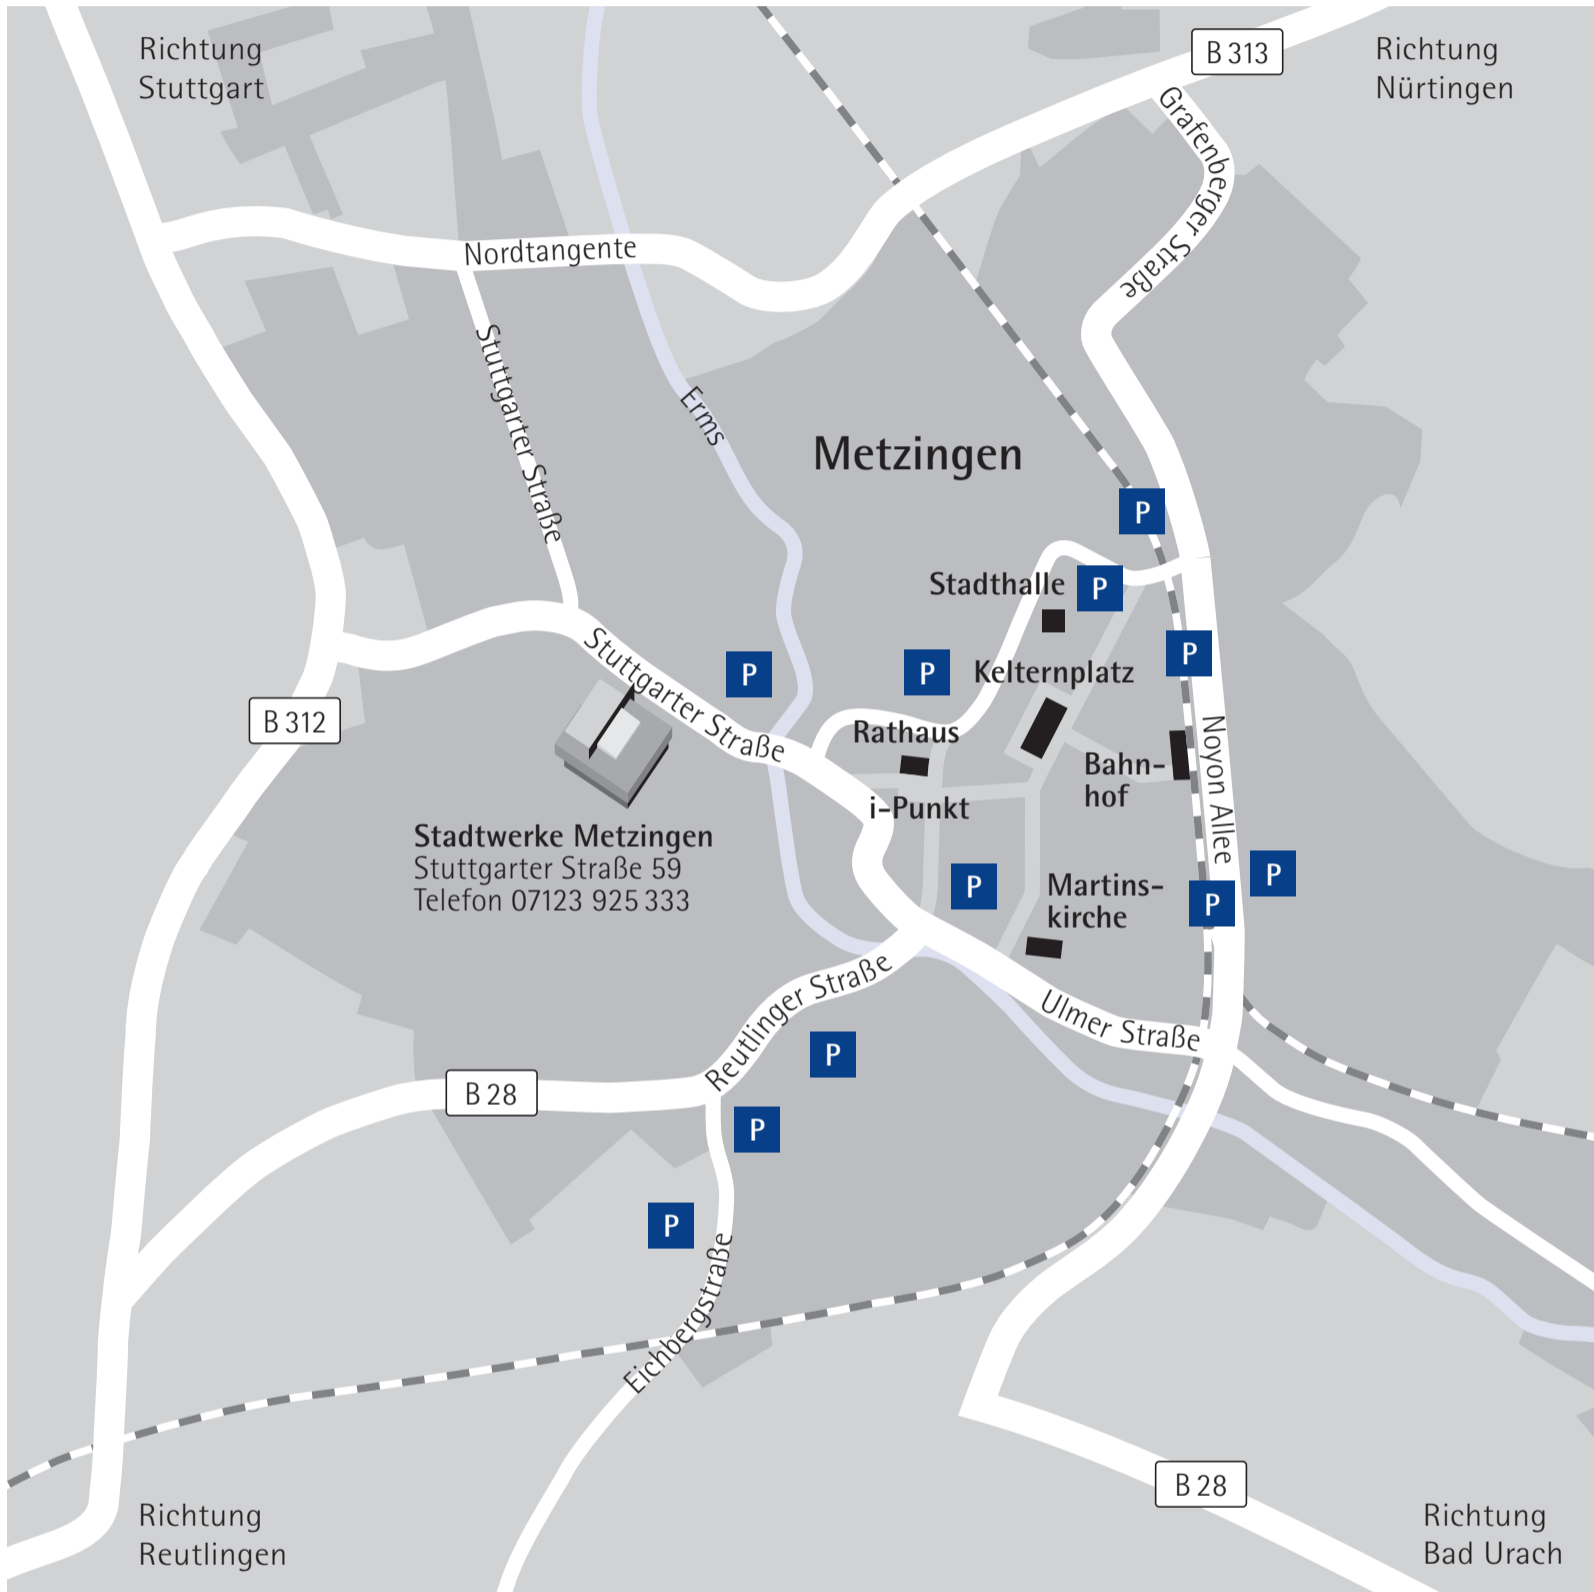 Richtung
Stuttgart
B 313
Richtung
Nürtingen
Grafenberger Straße
Nordtangente
Stuttgarter Straße
Erms
Metzingen
P
Stadthalle
P
Stuttgarter Straße
P
P
Kelternplatz
P
B 312
Rathaus
Bahn-
hof
Noyon Allee
i-Punkt
Stadtwerke Metzingen
Stuttgarter Straße 59
Telefon 07123 925 333
P
Martins-
kirche
P
P
Reutlinger Straße
Ulmer Straße
P
B 28
P
P
Eichbergstraße
B 28
Richtung
Reutlingen
Richtung
Bad Urach